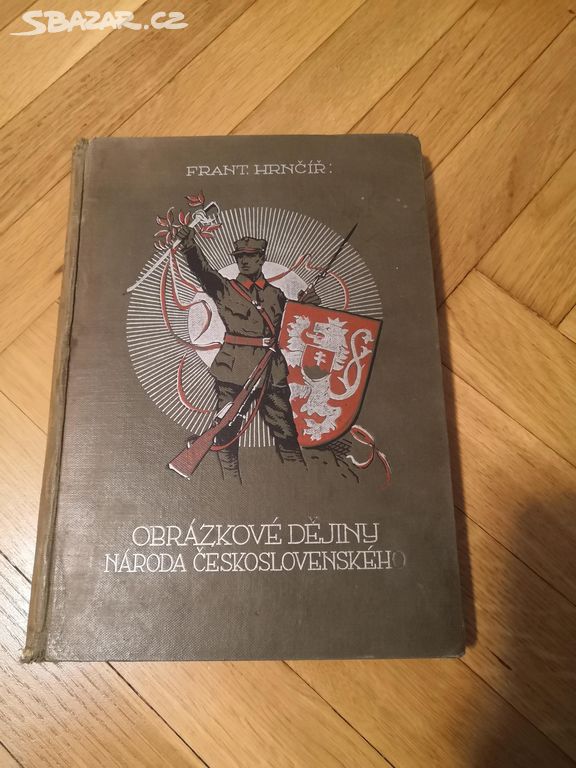 SBAZAR.CZ
FRANT. HRNČÍŘ:
OBRÁZKOVÉ DĚJINY
NÁRODA ČESKOSLOVENSKÉHO